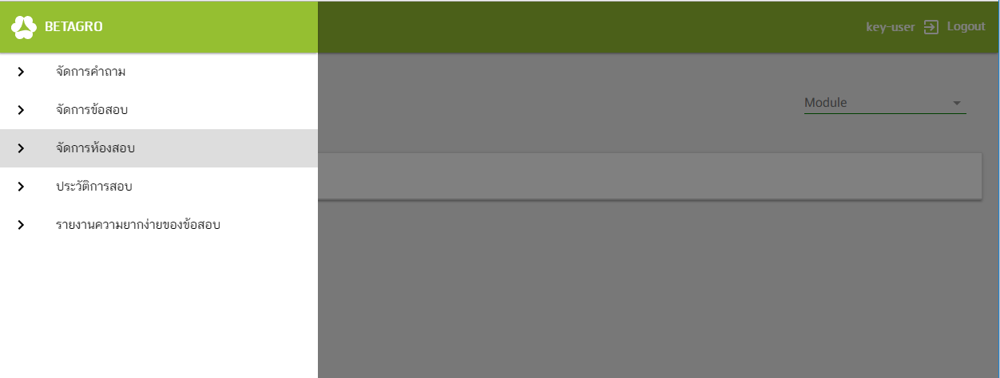 BETAGRO
key-user Logout
จัดการคำถาม
จัดการข้อสอบ
Module
จัดการห้องสอบ
ประวัติการสอบ
รายงานความยากง่ายของข้อสอบ